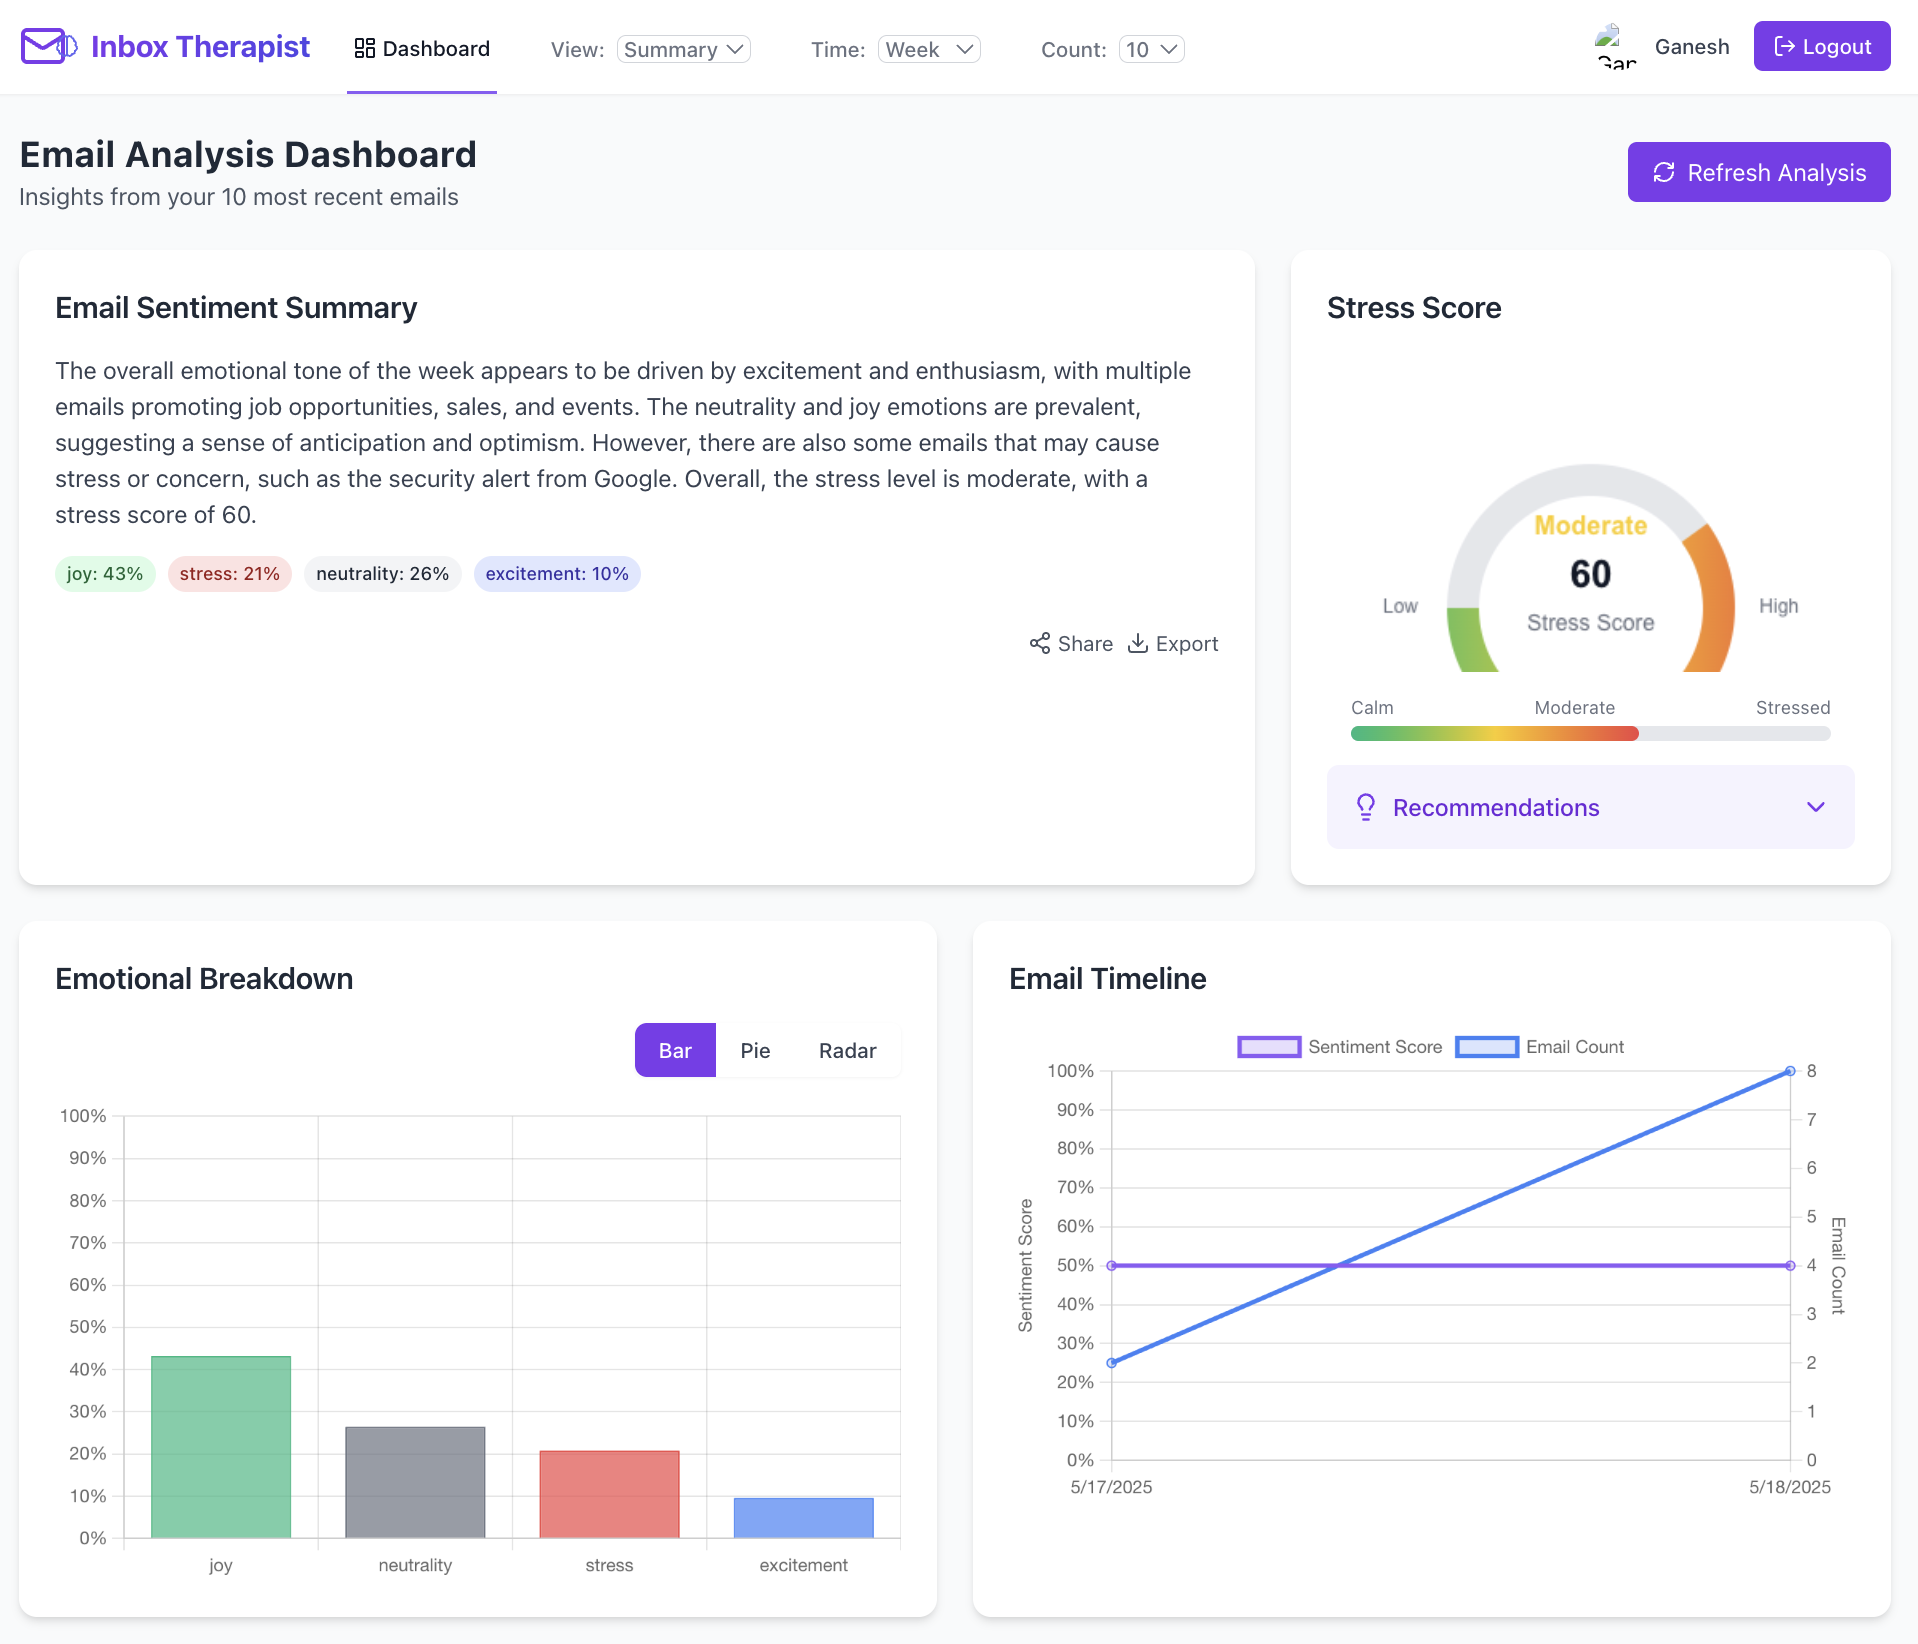 Inbox Therapist
Dashboard
View: Summary
Time: Week
Count: 10
Ganesh
Logout
Email Analysis Dashboard
Insights from your 10 most recent emails
Refresh Analysis
Email Sentiment Summary
The overall emotional tone of the week appears to be driven by excitement and enthusiasm, with multiple
emails promoting job opportunities, sales, and events. The neutrality and joy emotions are prevalent,
suggesting a sense of anticipation and optimism. However, there are also some emails that may cause
stress or concern, such as the security alert from Google. Overall, the stress level is moderate, with a
stress score of 60.
joy: 43%
stress: 21%
neutrality: 26%
excitement: 10%
Share
Export
Stress Score
Moderate
60
Stress Score
Low
High
Calm
Moderate
Stressed
Recommendations
Emotional Breakdown
Bar
Pie
Radar
100%
90%
80%
70%
60%
50%
40%
30%
20%
10%
0%
joy
neutrality
stress
excitement
Email Timeline
Sentiment Score
Email Count
Sentiment Score
100%
90%
80%
70%
60%
50%
40%
30%
20%
10%
0%
8
7
6
5
4
3
2
1
0
Email Count
5/17/2025
5/18/2025